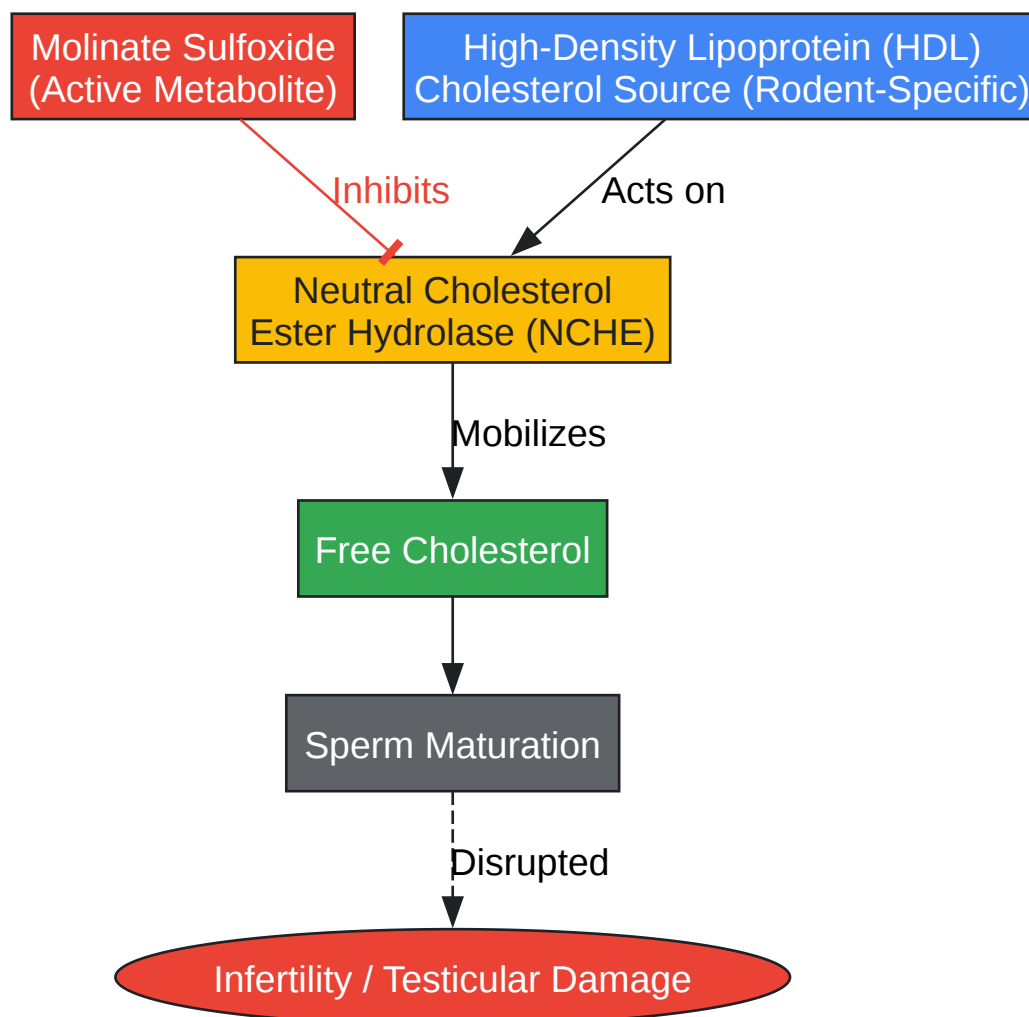 Molinate Sulfoxide
(Active Metabolite)
High-Density Lipoprotein (HDL)
Cholesterol Source (Rodent-Specific)
Inhibits
Acts on
Neutral Cholesterol
Ester Hydrolase (NCHE)
Mobilizes
Free Cholesterol
Sperm Maturation
Disrupted
Infertility / Testicular Damage